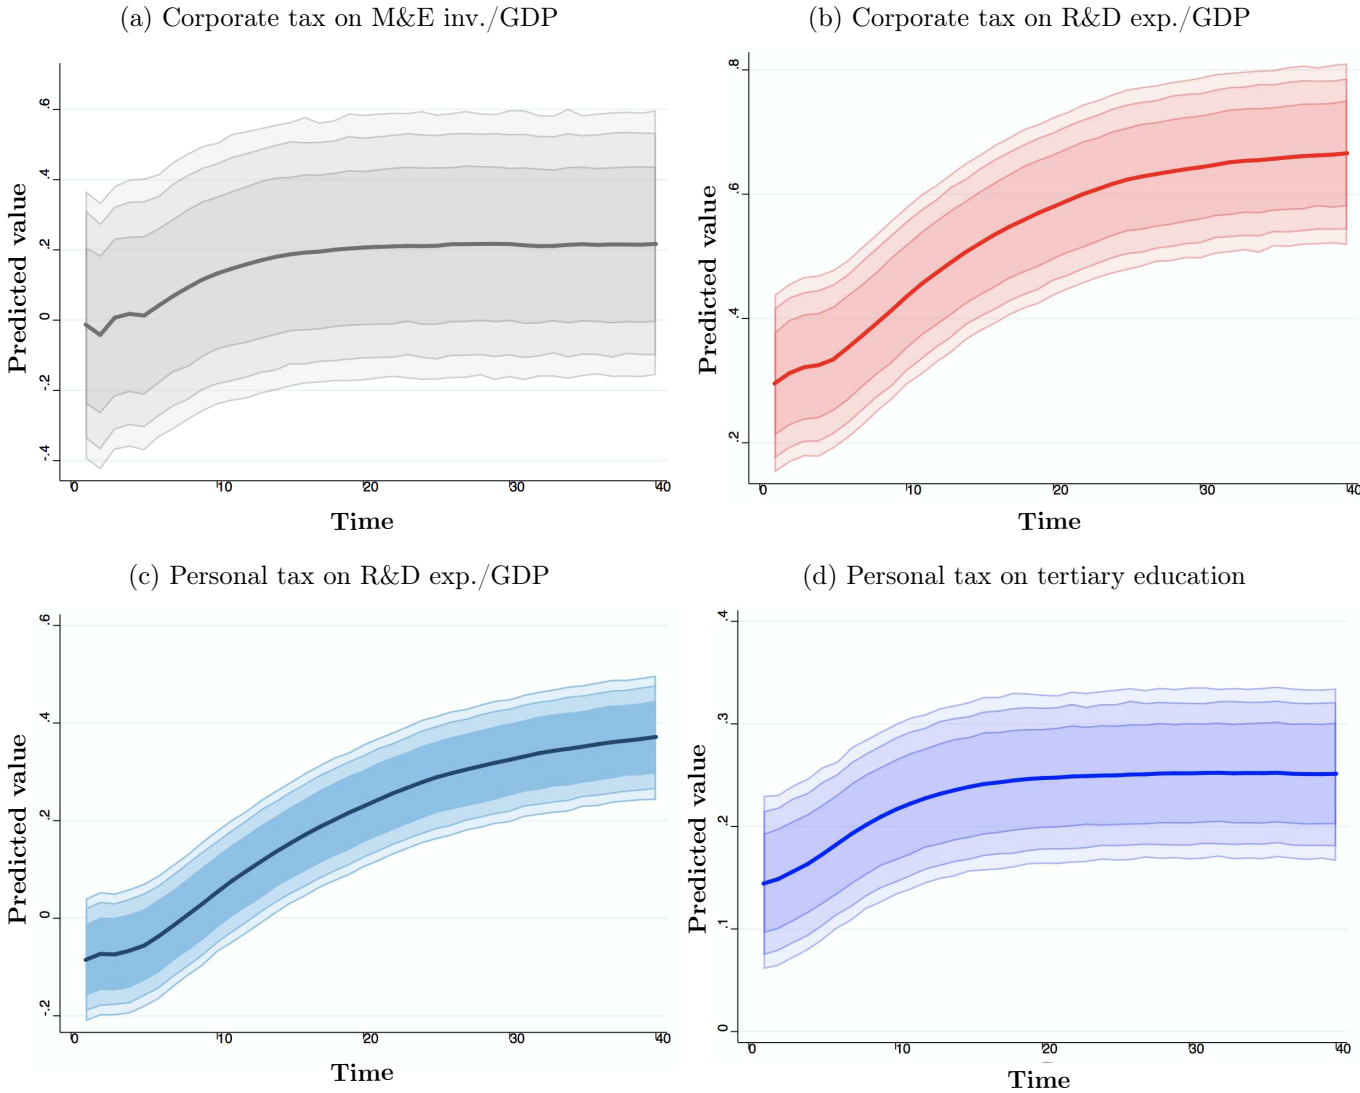 (a) Corporate tax on M&E inv./GDP
Predicted value
.6
.4
.2
0
-.2
-.4
0 10 20 30 40
Time
(b) Corporate tax on R&D exp./GDP
Predicted value
.8
.6
.4
.2
0 10 20 30 40
Time
(c) Personal tax on R&D exp./GDP
Predicted value
.6
.4
.2
0
-.2
0 10 20 30 40
Time
(d) Personal tax on tertiary education
Predicted value
.4
.3
.2
.1
0
0 10 20 30 40
Time